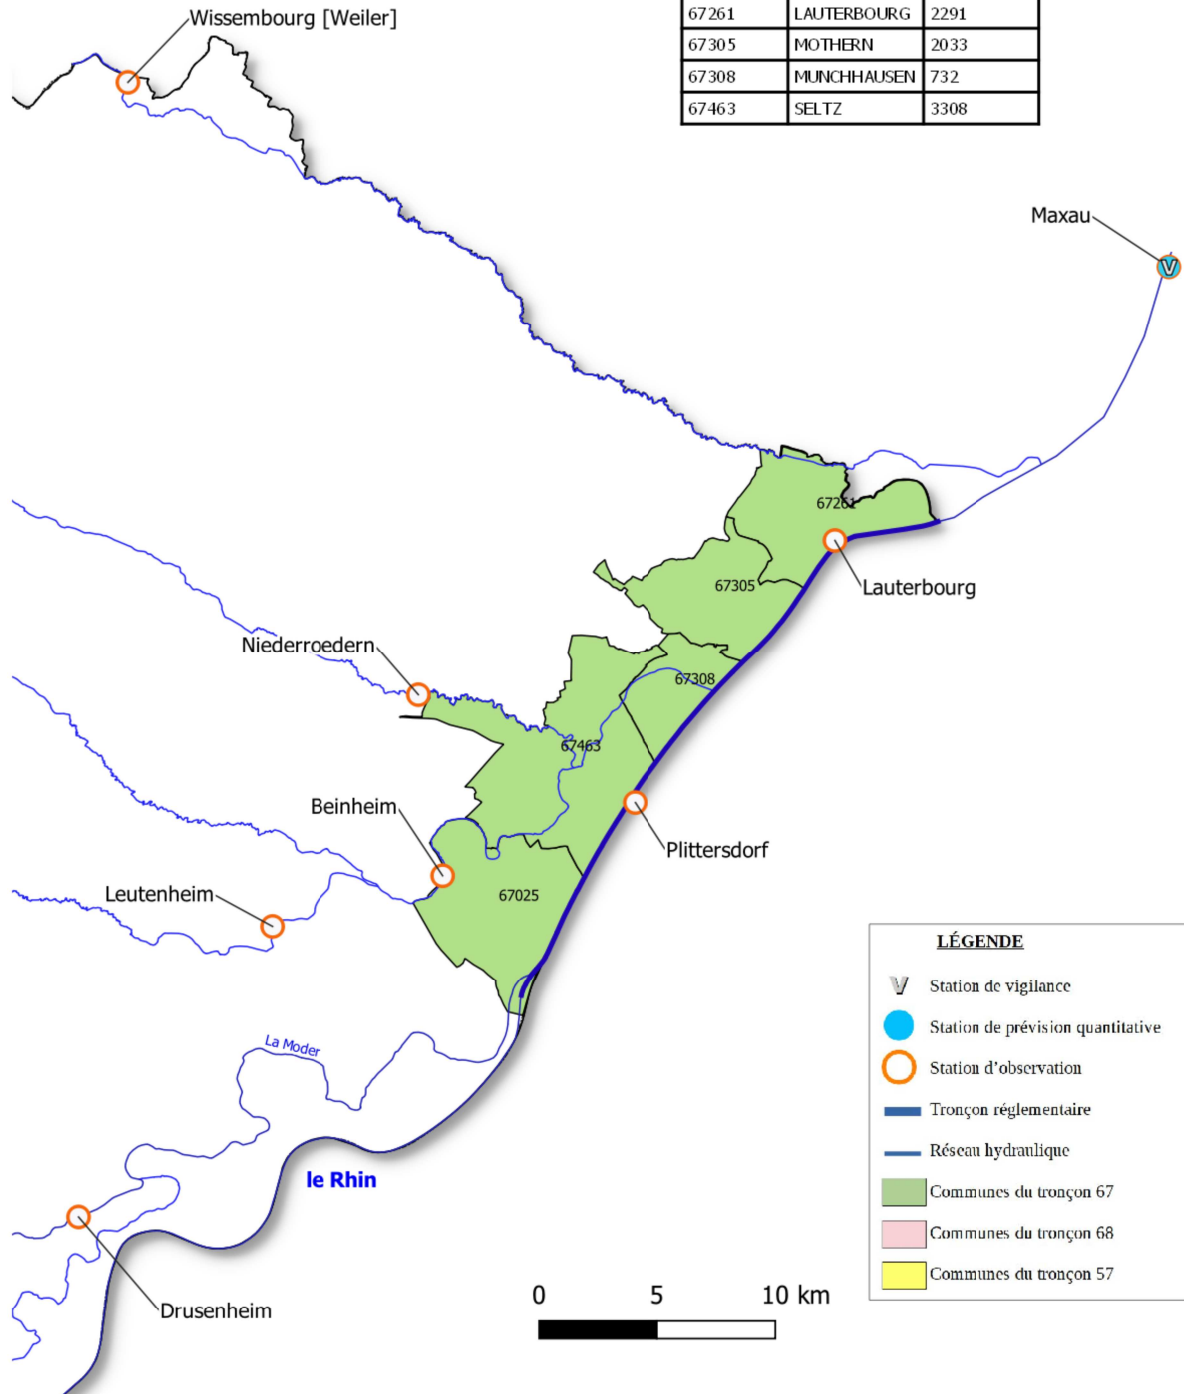 Wissembourg [Weiler]
67261 LAUTERBOURG 2291
67305 MOTHERN 2033
67308 MUNCHHAUSEN 732
67463 SELTZ 3308
Maxau
V
67261
Lauterbourg
67305
Niederroedern
67308
67463
Beinheim
Plittersdorf
Leutenheim
67025
La Moder
le Rhin
Drusenheim
LÉGENDE
V Station de vigilance
Station de prévision quantitative
Station d'observation
Tronçon réglementaire
Réseau hydraulique
Communes du tronçon 67
Communes du tronçon 68
Communes du tronçon 57
0 5 10 km